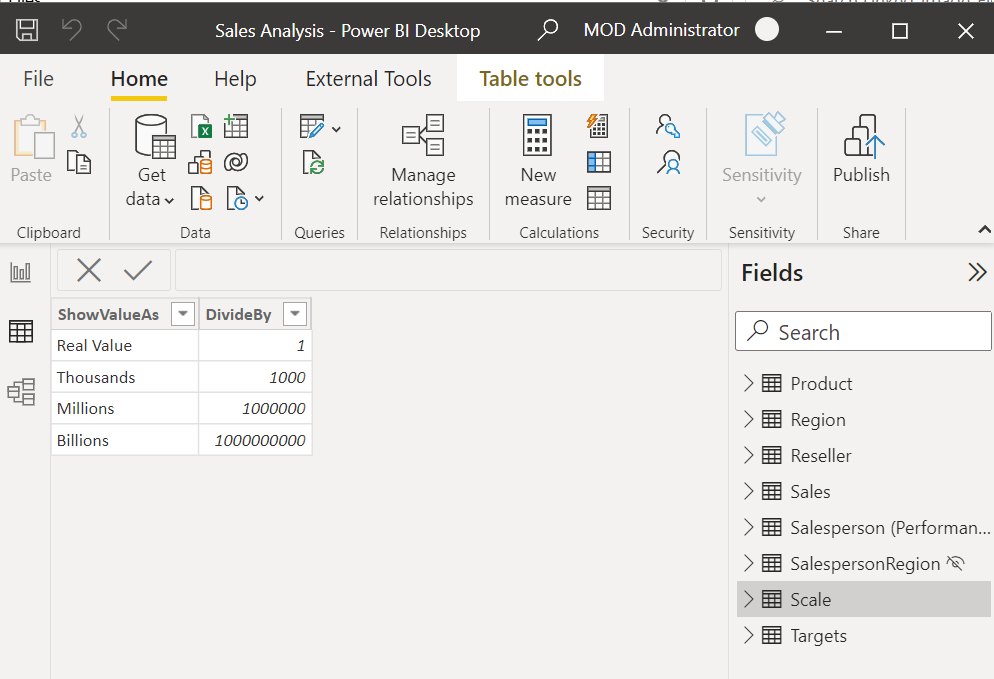 Sales Analysis - Power BI Desktop
MOD Administrator
File
Home
Help
External Tools
Table tools
Paste
Get
data
Manage
relationships
New
measure
Sensitivity
Publish
Clipboard
Data
Queries
Relationships
Calculations
Security
Sensitivity
Share
ShowValueAs
DivideBy
Real Value
1
Thousands
1000
Millions
1000000
Billions
1000000000
Fields
Search
Product
Region
Reseller
Sales
Salesperson (Performan...
SalespersonRegion
Scale
Targets